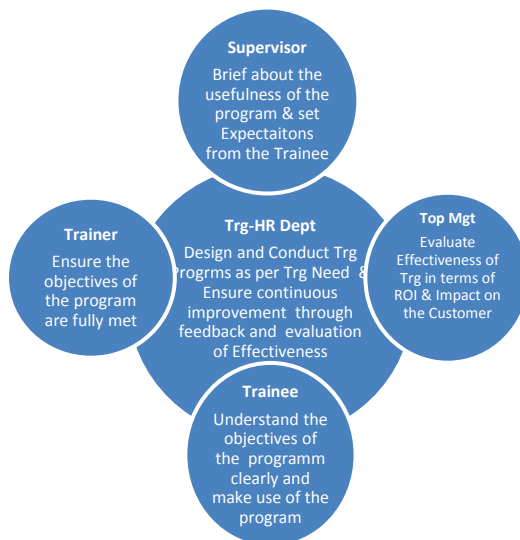 Supervisor
Brief about the
usefulness of the
program & set
Expectaitons
from the Trainee
Trainer
Ensure the
objectives of
the program
are fully met
Trg-HR Dept
Design and Conduct Trg
Progrms as per Trg Need &
Ensure continuous
improvement through
feedback and evaluation
of Effectiveness
Top Mgt
Evaluate
Effectiveness of
Trg in terms of
ROI & Impact on
the Customer
Trainee
Understand the
objectives of
the programm
clearly and
make use of the
program